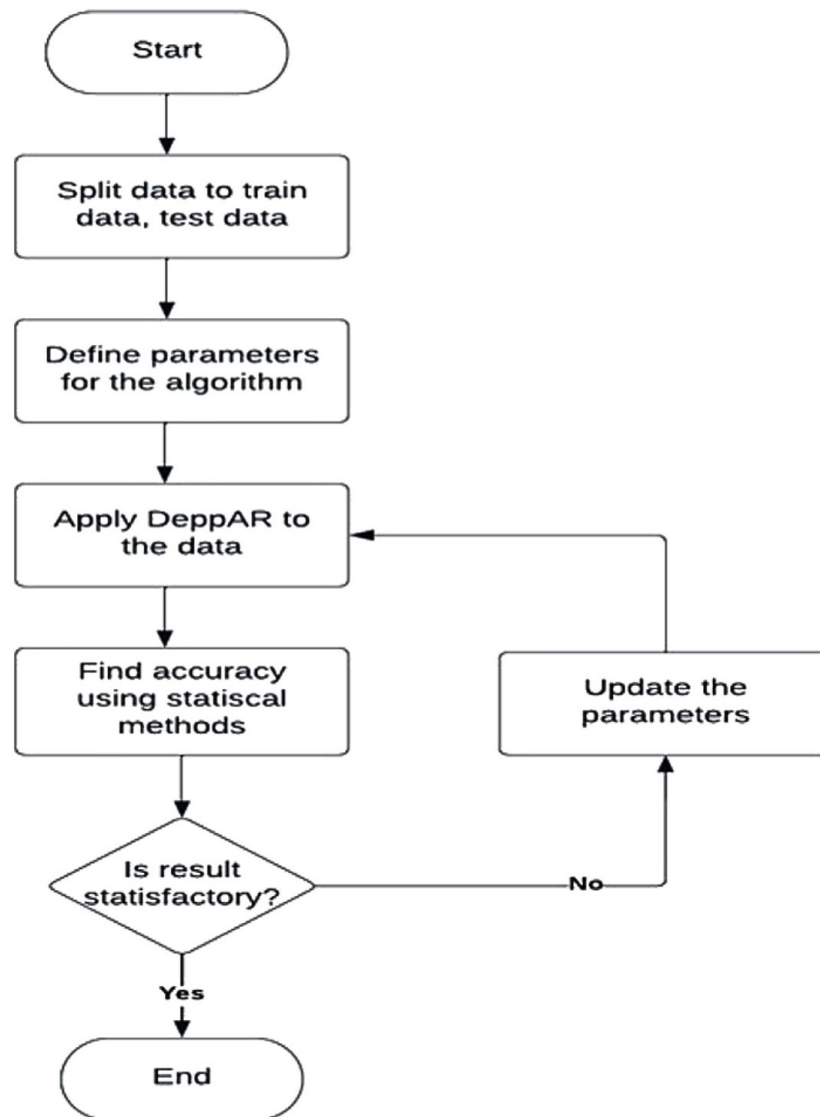 Start
Split data to train
data, test data
Define parameters
for the algorithm
Apply DeppAR to
the data
Find accuracy
using statiscal
methods
Update the
parameters
Is result
statisfactory?
No
Yes
End